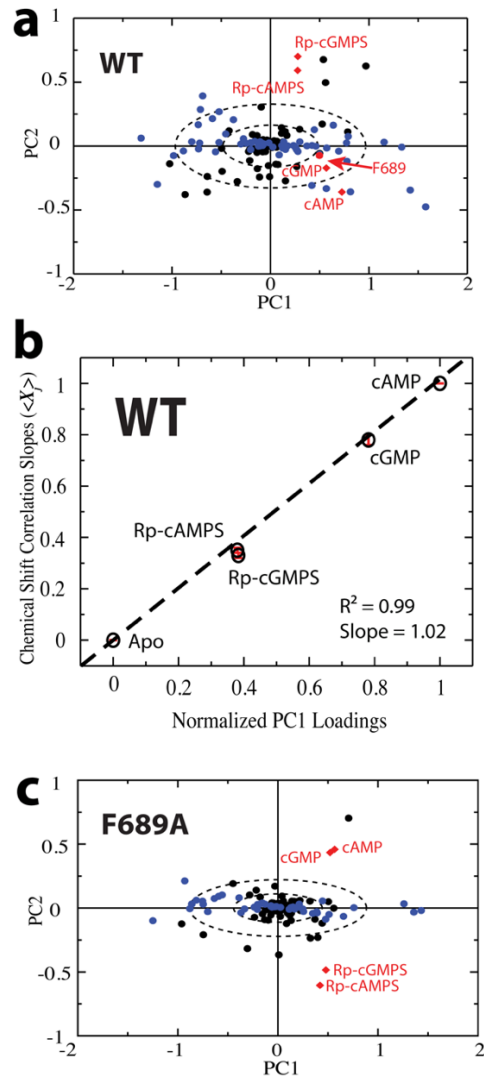 a
WT
Rp-cGMPS
Rp-cAMPS
F689
cGMP
cAMP
PC2
1
0.5
0
-0.5
-1
-2
-1
0
1
2
PC1
b
WT
cAMP
cGMP
Rp-cAMPS
Rp-cGMPS
Apo
R² = 0.99
Slope = 1.02
Chemical Shift Correlation Slopes (<Xⱼ>)
1
0.8
0.6
0.4
0.2
0
0
0.2
0.4
0.6
0.8
1
Normalized PC1 Loadings
c
F689A
cGMP
cAMP
Rp-cGMPS
Rp-cAMPS
PC2
1
0.5
0
-0.5
-1
-2
-1
0
1
2
PC1